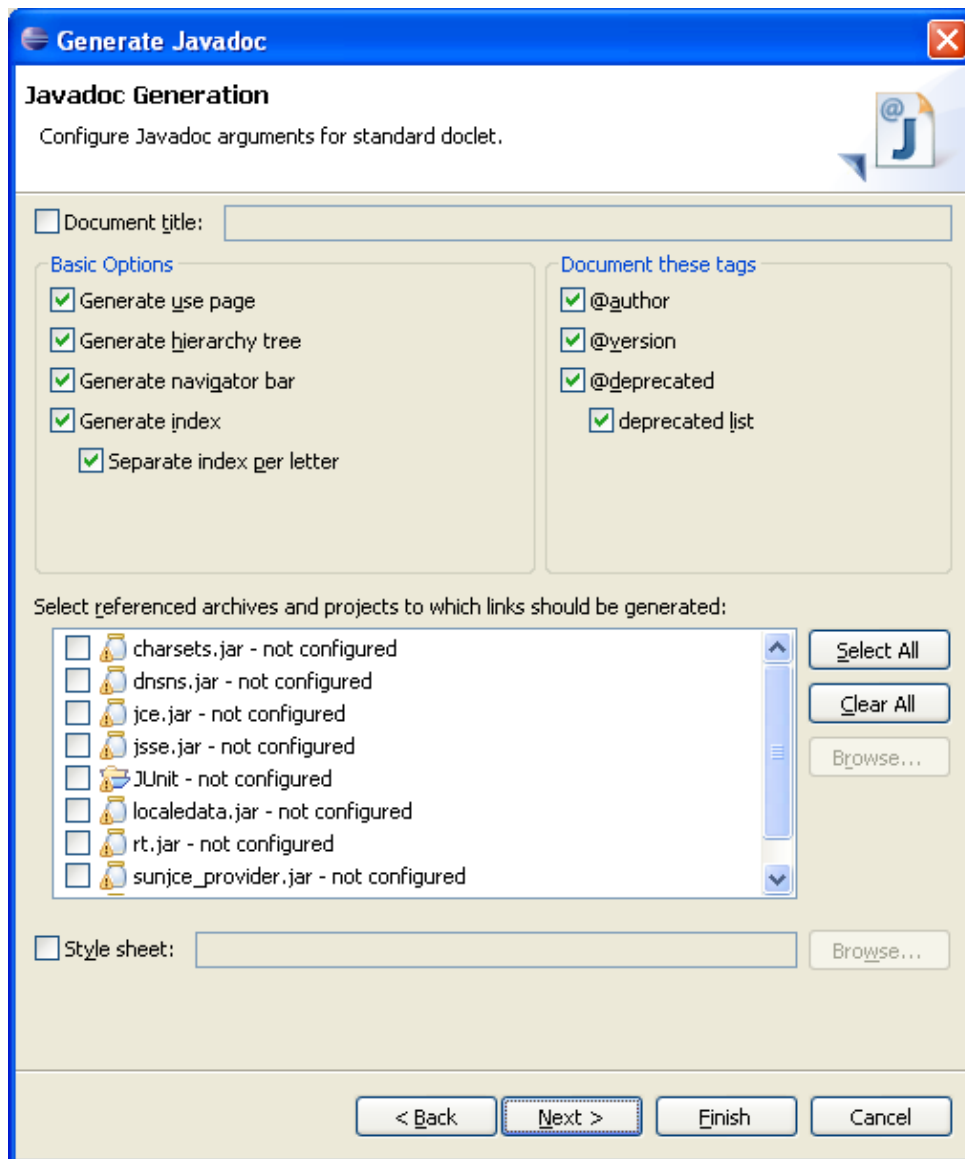 Generate Javadoc
Javadoc Generation
Configure Javadoc arguments for standard doclet.
@
J
Document title:
Basic Options
Generate use page
Generate hierarchy tree
Generate navigator bar
Generate index
Separate index per letter
Document these tags
@author
@version
@deprecated
deprecated list
Select referenced archives and projects to which links should be generated:
charsets.jar - not configured
dnsns.jar - not configured
jce.jar - not configured
jsse.jar - not configured
JUnit - not configured
localedata.jar - not configured
rt.jar - not configured
sunjce_provider.jar - not configured
Select All
Clear All
Browse...
Style sheet:
Browse...
< Back
Next >
Finish
Cancel